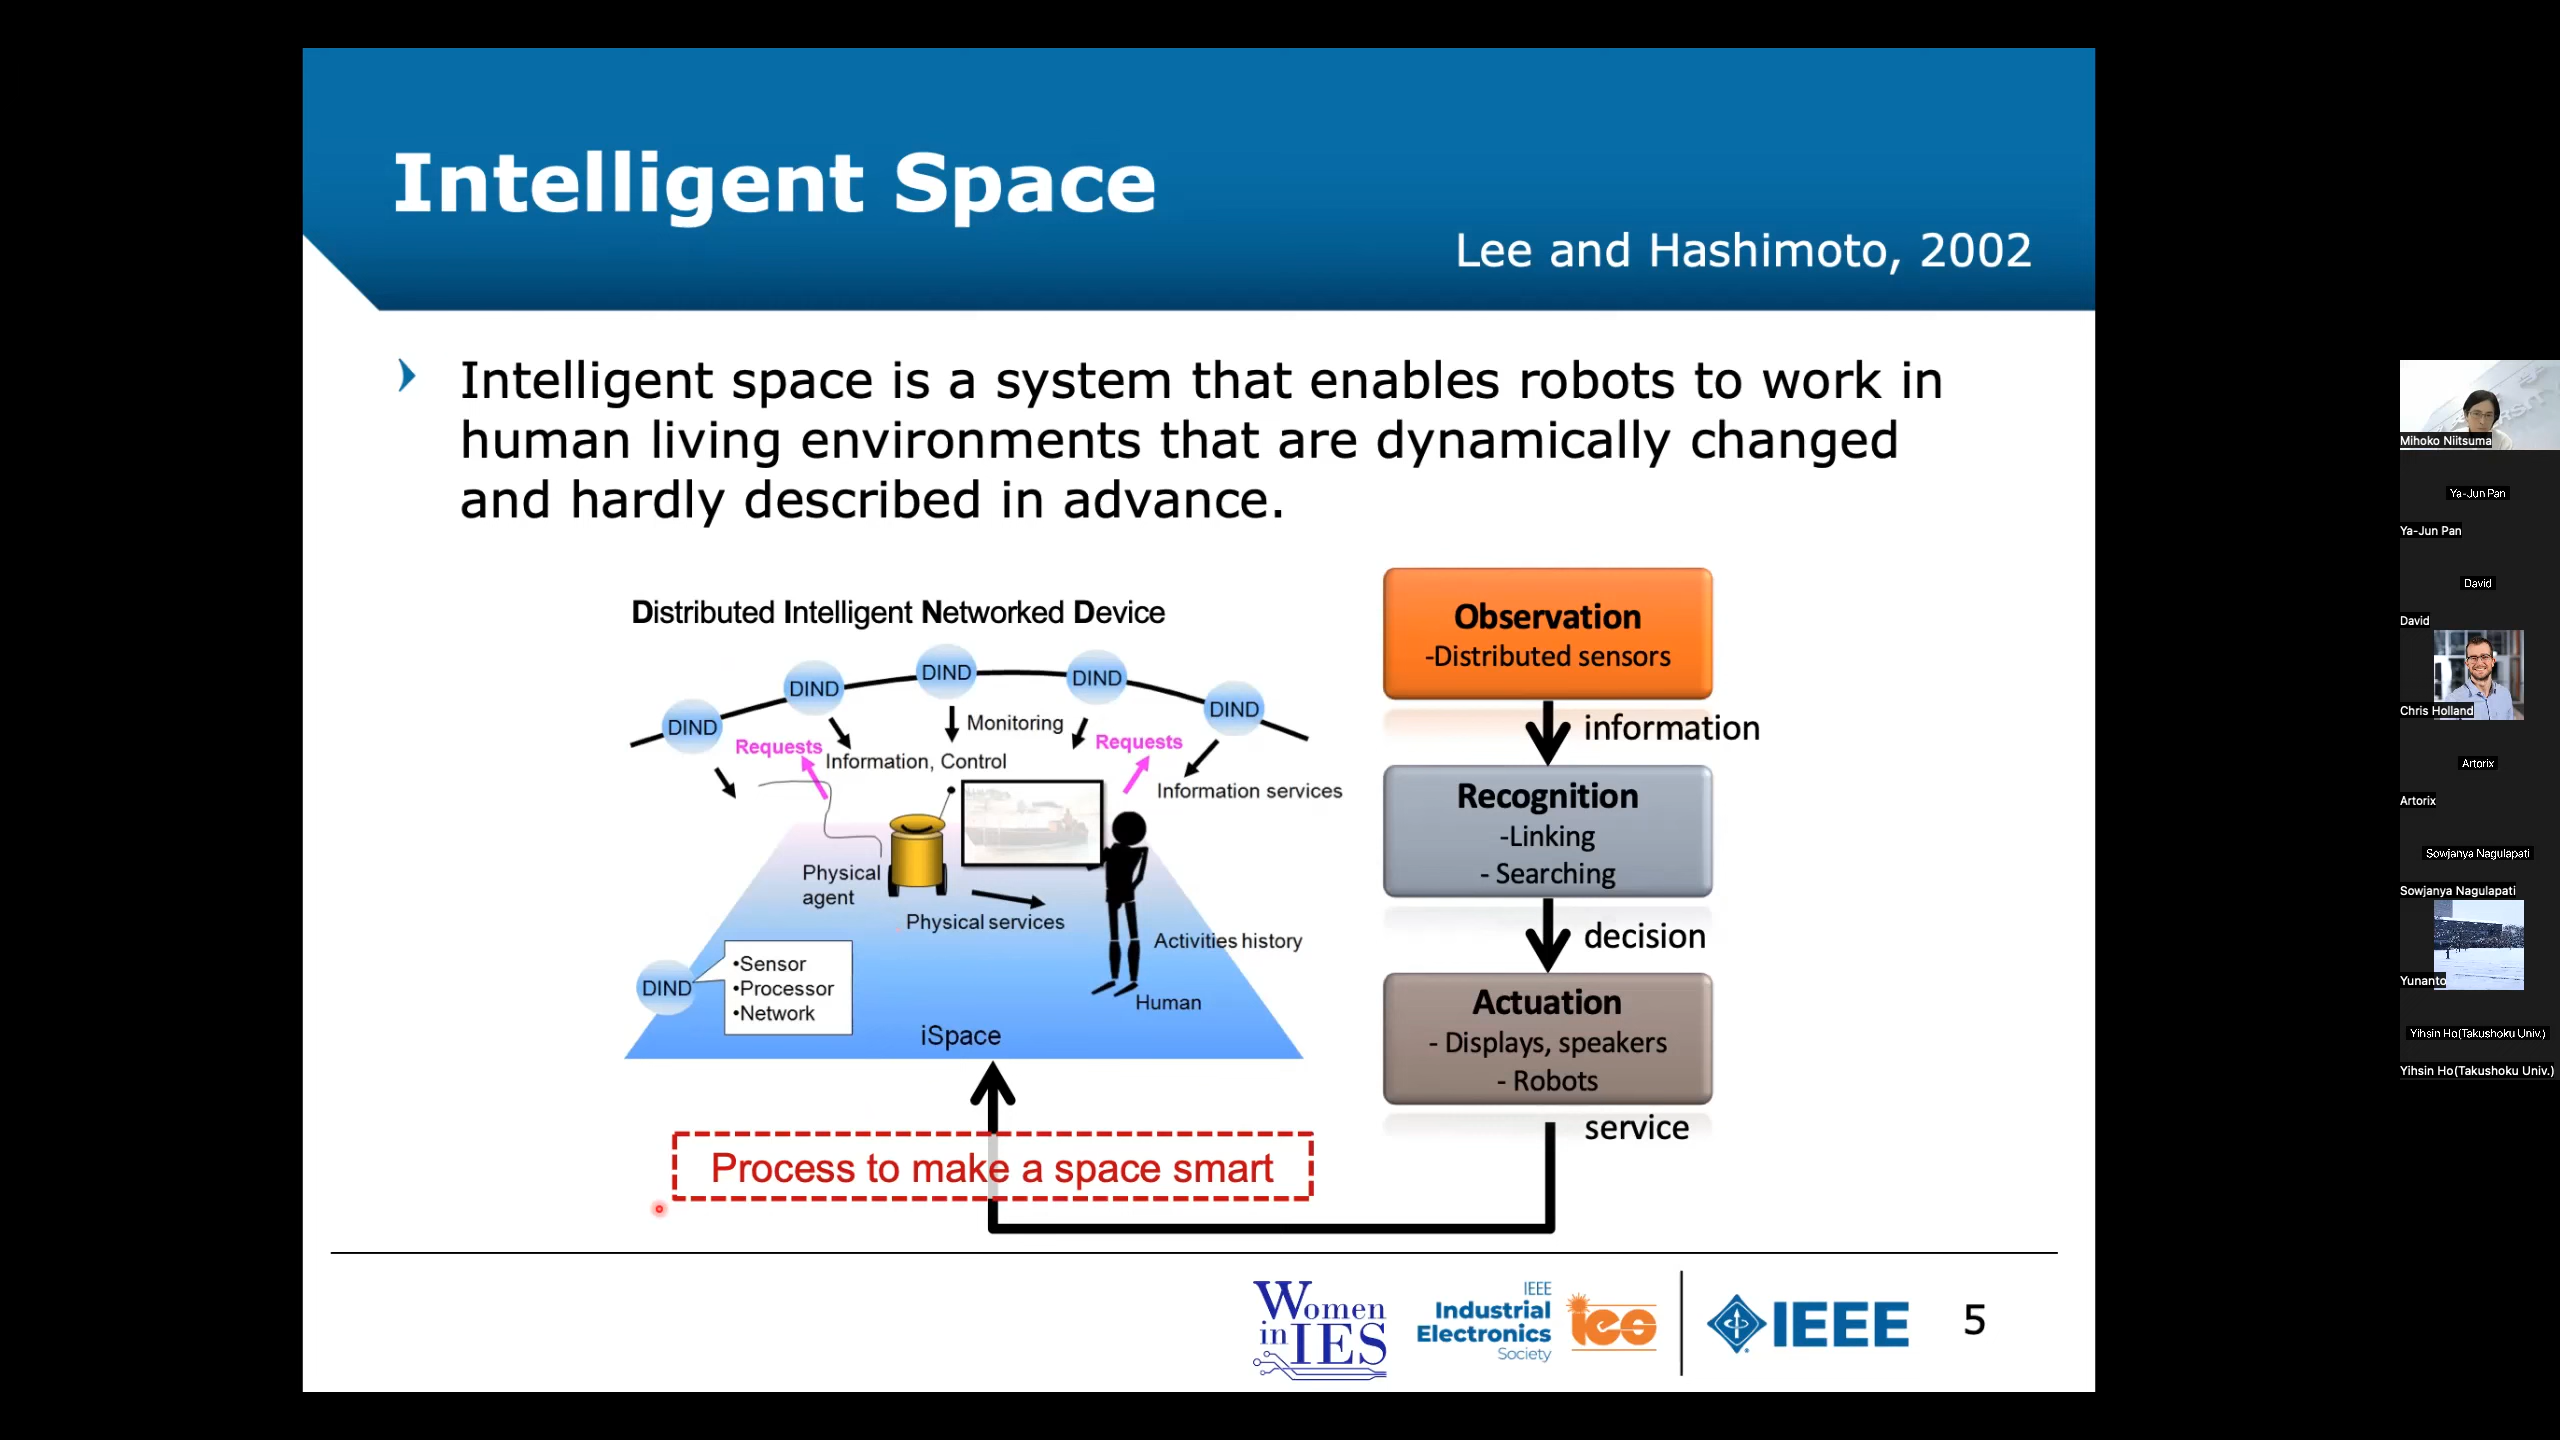 Intelligent Space
Lee and Hashimoto, 2002
Intelligent space is a system that enables robots to work in
human living environments that are dynamically changed
and hardly described in advance.
Distributed Intelligent Networked Device
DIND
DIND
DIND
DIND
DIND
Monitoring
Requests
Requests
Information, Control
Information services
Physical
agent
Physical services
Activities history
DIND
•Sensor
•Processor
•Network
Human
iSpace
Process to make a space smart
Observation
-Distributed sensors
information
Recognition
-Linking
- Searching
decision
Actuation
- Displays, speakers
- Robots
service
Women
in IES
IEEE
Industrial
Electronics
Society
ies
IEEE
5
Mihoko Niitsuma
Ya-Jun Pan
Ya-Jun Pan
David
David
Chris Holland
Artorix
Artorix
Sowjanya Nagulapati
Sowjanya Nagulapati
Yunanto
Yihsin Ho(Takushoku Univ.)
Yihsin Ho(Takushoku Univ.)